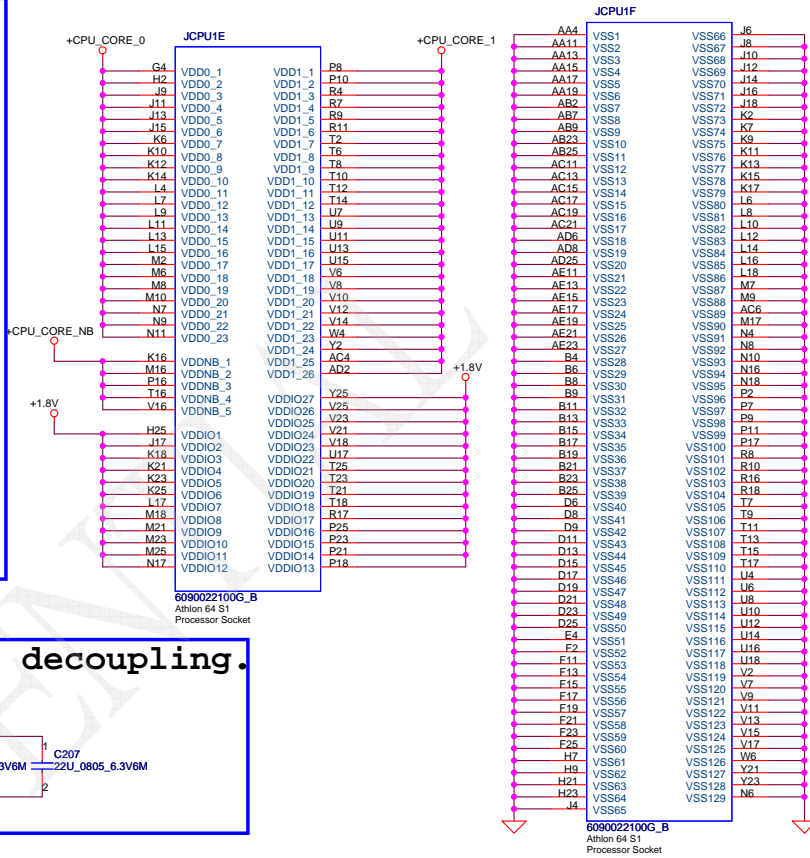 JCPU1E
+CPU_CORE_0
+CPU_CORE_1
G4 VDD0_1 VDD1_1 P8
H2 VDD0_2 VDD1_2 P10
J9 VDD0_3 VDD1_3 R4
J11 VDD0_4 VDD1_4 R7
J13 VDD0_5 VDD1_5 R9
J15 VDD0_6 VDD1_6 R11
K6 VDD0_7 VDD1_7 T2
K10 VDD0_8 VDD1_8 T6
K12 VDD0_9 VDD1_9 T8
K14 VDD0_10 VDD1_10 T10
L4 VDD0_11 VDD1_11 T12
L7 VDD0_12 VDD1_12 T14
L9 VDD0_13 VDD1_13 U7
L11 VDD0_14 VDD1_14 U9
L13 VDD0_15 VDD1_15 U11
L15 VDD0_16 VDD1_16 U13
M2 VDD0_17 VDD1_17 U15
M6 VDD0_18 VDD1_18 V6
M8 VDD0_19 VDD1_19 V8
M10 VDD0_20 VDD1_20 V10
N7 VDD0_21 VDD1_21 V12
N9 VDD0_22 VDD1_22 V14
N11 VDD0_23 VDD1_23 W4
VDD1_24 Y2
VDD1_25 AC4
VDD1_26 AD2
+CPU_CORE_NB
K16 VDDNB_1
M16 VDDNB_2
P16 VDDNB_3
T16 VDDNB_4
V16 VDDNB_5
+1.8V
+1.8V
VDDIO27 Y25
VDDIO26 V25
VDDIO25 V23
H25 VDDIO1 VDDIO24 V21
J17 VDDIO2 VDDIO23 V18
K18 VDDIO3 VDDIO22 U17
K21 VDDIO4 VDDIO21 T25
K23 VDDIO5 VDDIO20 T23
K25 VDDIO6 VDDIO19 T21
L17 VDDIO7 VDDIO18 T18
M18 VDDIO8 VDDIO17 R17
M21 VDDIO9 VDDIO16 P25
M23 VDDIO10 VDDIO15 P23
M25 VDDIO11 VDDIO14 P21
N17 VDDIO12 VDDIO13 P18
6090022100G_B
Athlon 64 S1
Processor Socket
decoupling.
1
C207
3V6M
22U_0805_6.3V6M
2
JCPU1F
AA4 VSS1 VSS66 J6
AA11 VSS2 VSS67 J8
AA13 VSS3 VSS68 J10
AA15 VSS4 VSS69 J12
AA17 VSS5 VSS70 J14
AA19 VSS6 VSS71 J16
AB2 VSS7 VSS72 J18
AB7 VSS8 VSS73 K2
AB9 VSS9 VSS74 K7
AB23 VSS10 VSS75 K9
AB25 VSS11 VSS76 K11
AC11 VSS12 VSS77 K13
AC13 VSS13 VSS78 K15
AC15 VSS14 VSS79 K17
AC17 VSS15 VSS80 L6
AC19 VSS16 VSS81 L8
AC21 VSS17 VSS82 L10
AD6 VSS18 VSS83 L12
AD8 VSS19 VSS84 L14
AD25 VSS20 VSS85 L16
AE11 VSS21 VSS86 L18
AE13 VSS22 VSS87 M7
AE15 VSS23 VSS88 M9
AE17 VSS24 VSS89 AC6
AE19 VSS25 VSS90 M17
AE21 VSS26 VSS91 N4
AE23 VSS27 VSS92 N8
B4 VSS28 VSS93 N10
B6 VSS29 VSS94 N16
B8 VSS30 VSS95 N18
B9 VSS31 VSS96 P2
B11 VSS32 VSS97 P7
B13 VSS33 VSS98 P9
B15 VSS34 VSS99 P11
B17 VSS35 VSS100 P17
B19 VSS36 VSS101 R8
B21 VSS37 VSS102 R10
B23 VSS38 VSS103 R16
B25 VSS39 VSS104 R18
D6 VSS40 VSS105 T7
D8 VSS41 VSS106 T9
D9 VSS42 VSS107 T11
D11 VSS43 VSS108 T13
D13 VSS44 VSS109 T15
D15 VSS45 VSS110 T17
D17 VSS46 VSS111 U4
D19 VSS47 VSS112 U6
D21 VSS48 VSS113 U8
D23 VSS49 VSS114 U10
D25 VSS50 VSS115 U12
E4 VSS51 VSS116 U14
F2 VSS52 VSS117 U16
F11 VSS53 VSS118 U18
F13 VSS54 VSS119 V2
F15 VSS55 VSS120 V7
F17 VSS56 VSS121 V9
F19 VSS57 VSS122 V11
F21 VSS58 VSS123 V13
F23 VSS59 VSS124 V15
F25 VSS60 VSS125 V17
H7 VSS61 VSS126 W6
H9 VSS62 VSS127 Y21
H21 VSS63 VSS128 Y23
H23 VSS64 VSS129 N6
J4 VSS65
6090022100G_B
Athlon 64 S1
Processor Socket
ENTIAL